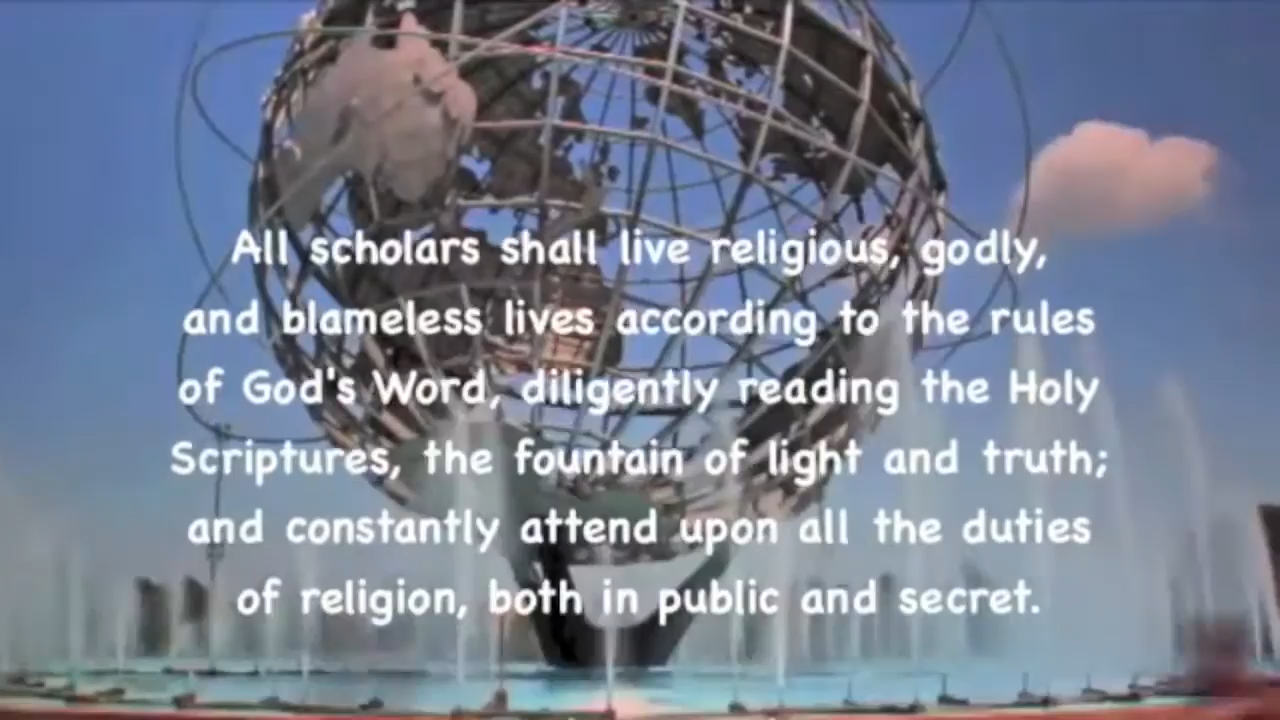 All scholars shall live religious, godly,
and blameless lives according to the rules
of God's Word, diligently reading the Holy
Scriptures, the fountain of light and truth;
and constantly attend upon all the duties
of religion, both in public and secret.